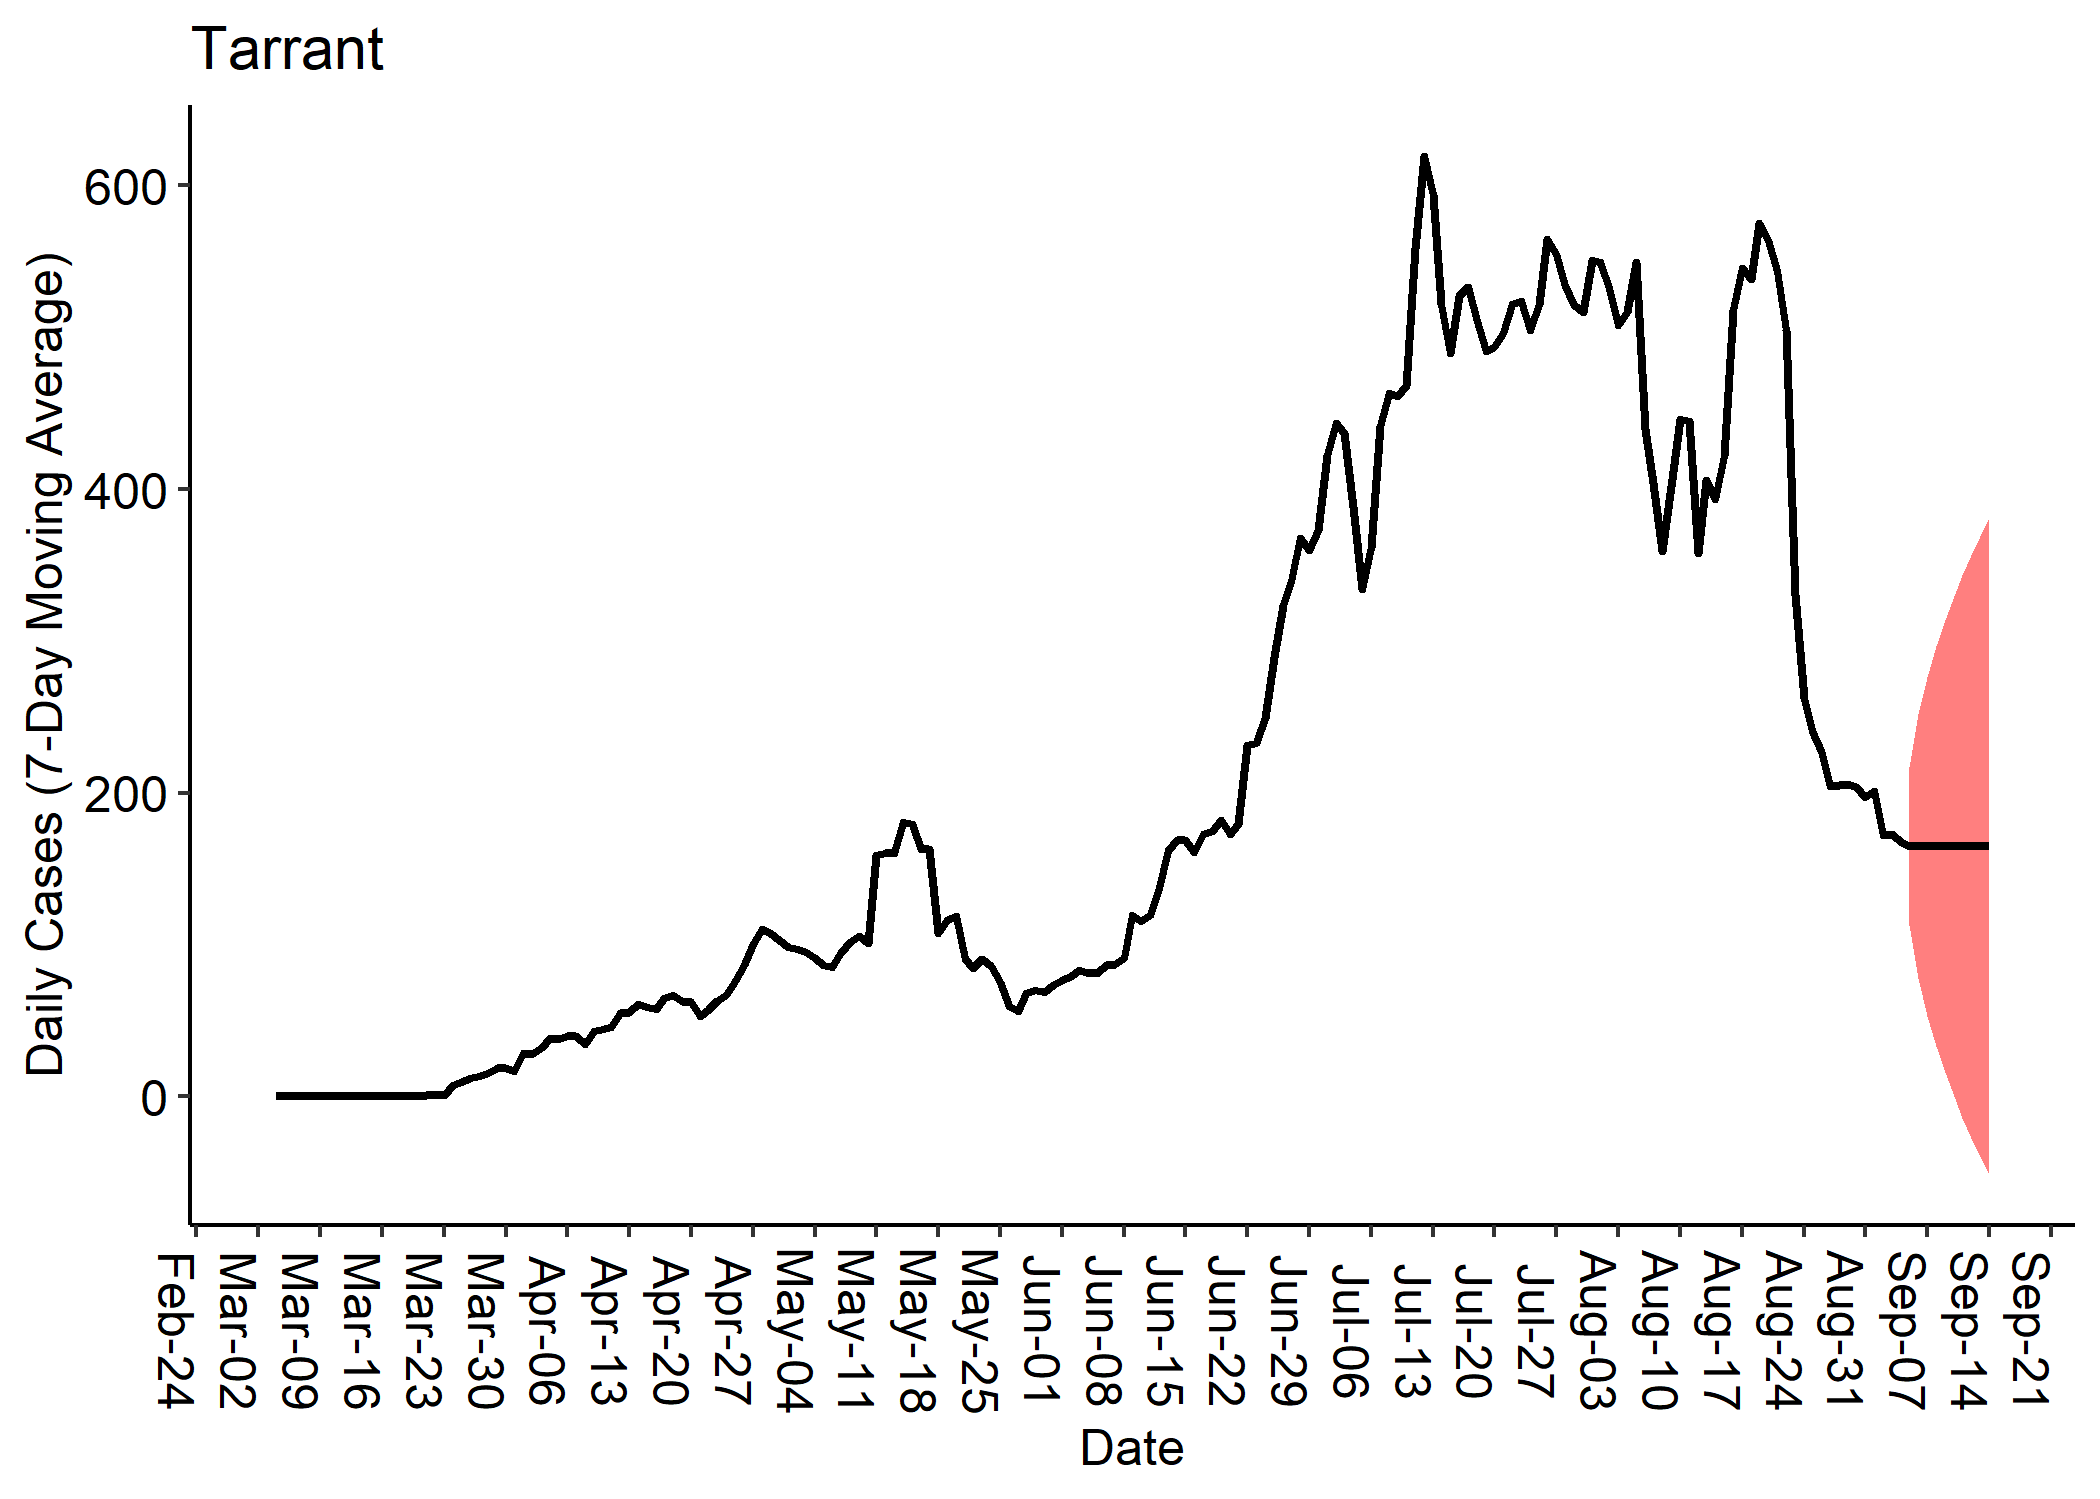 Tarrant
Daily Cases (7-Day Moving Average)
600
400
200
0
Feb-24
Mar-02
Mar-09
Mar-16
Mar-23
Mar-30
Apr-06
Apr-13
Apr-20
Apr-27
May-04
May-11
May-18
May-25
Jun-01
Jun-08
Jun-15
Jun-22
Jun-29
Jul-06
Jul-13
Jul-20
Jul-27
Aug-03
Aug-10
Aug-17
Aug-24
Aug-31
Sep-07
Sep-14
Sep-21
Date